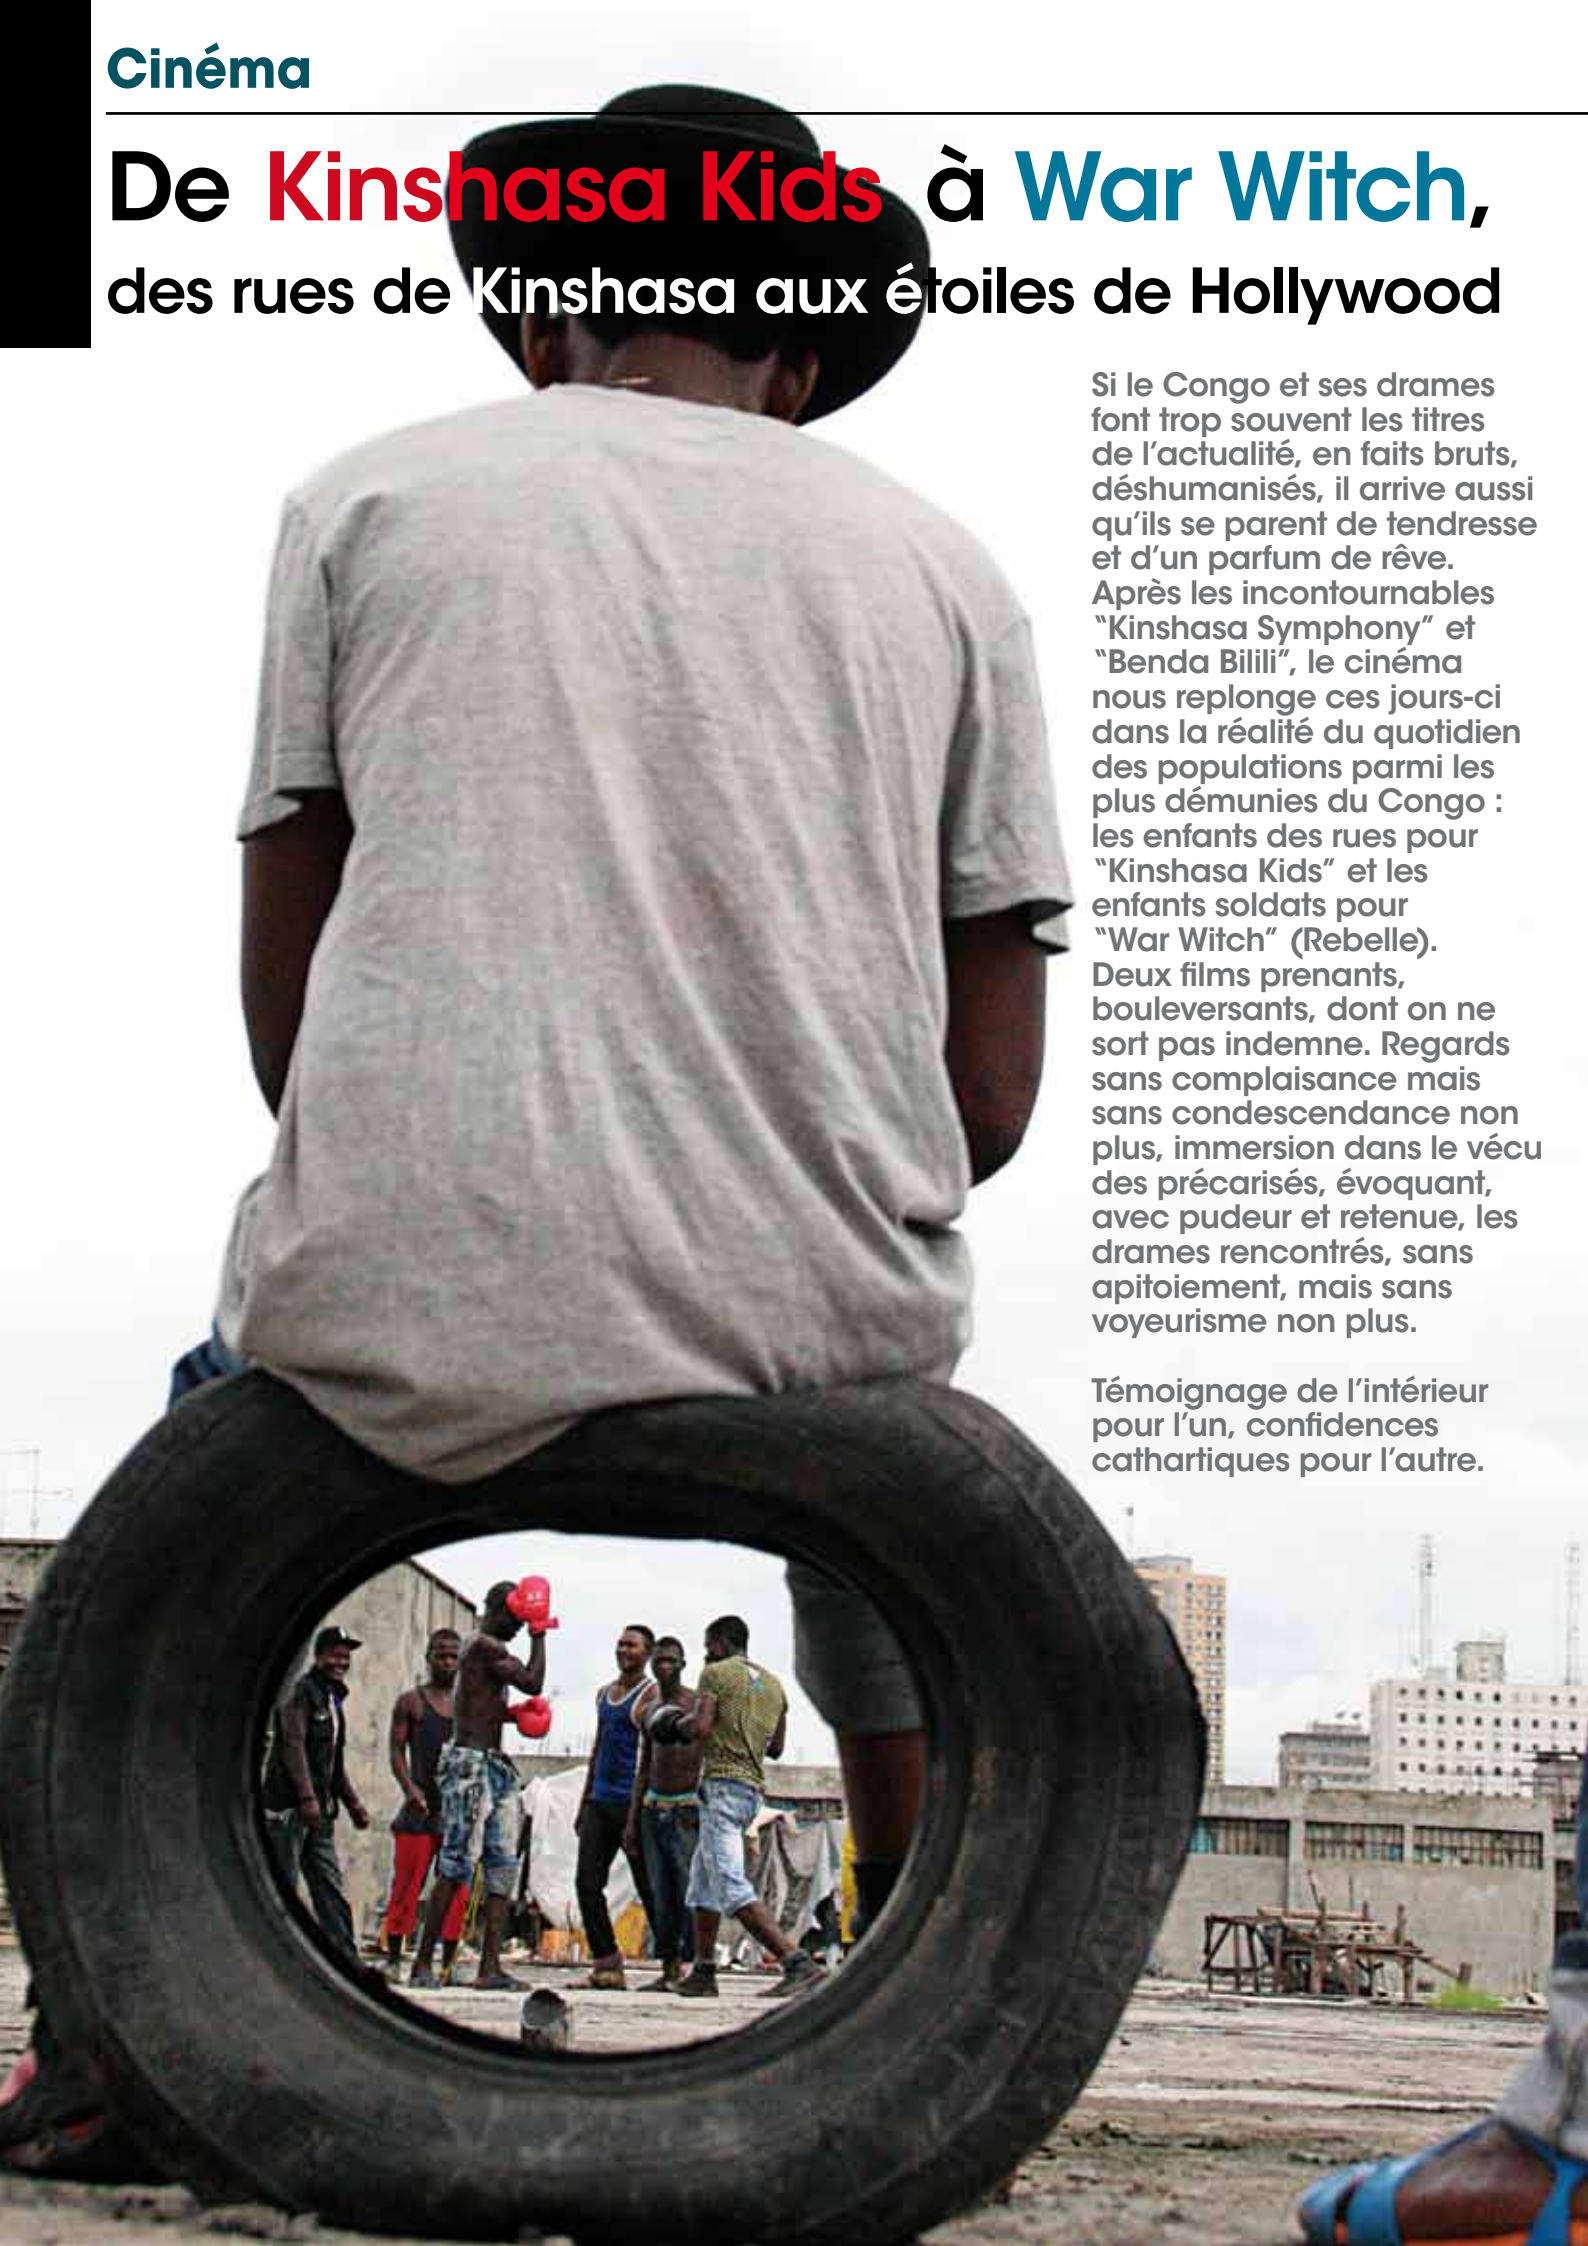 Cinéma
De Kinshasa Kids à War Witch,
des rues de Kinshasa aux étoiles de Hollywood
Si le Congo et ses drames
font trop souvent les titres
de l’actualité, en faits bruts,
déshumanisés, il arrive aussi
qu’ils se parent de tendresse
et d’un parfum de rêve.
Après les incontournables
“Kinshasa Symphony” et
“Benda Bilili”, le cinéma
nous replonge ces jours-ci
dans la réalité du quotidien
des populations parmi les
plus démunies du Congo :
les enfants des rues pour
“Kinshasa Kids” et les
enfants soldats pour
“War Witch” (Rebelle).
Deux films prenants,
bouleversants, dont on ne
sort pas indemne. Regards
sans complaisance mais
sans condescendance non
plus, immersion dans le vécu
des précarisés, évoquant,
avec pudeur et retenue, les
drames rencontrés, sans
apitoiement, mais sans
voyeurisme non plus.
Témoignage de l’intérieur
pour l’un, confidences
cathartiques pour l’autre.